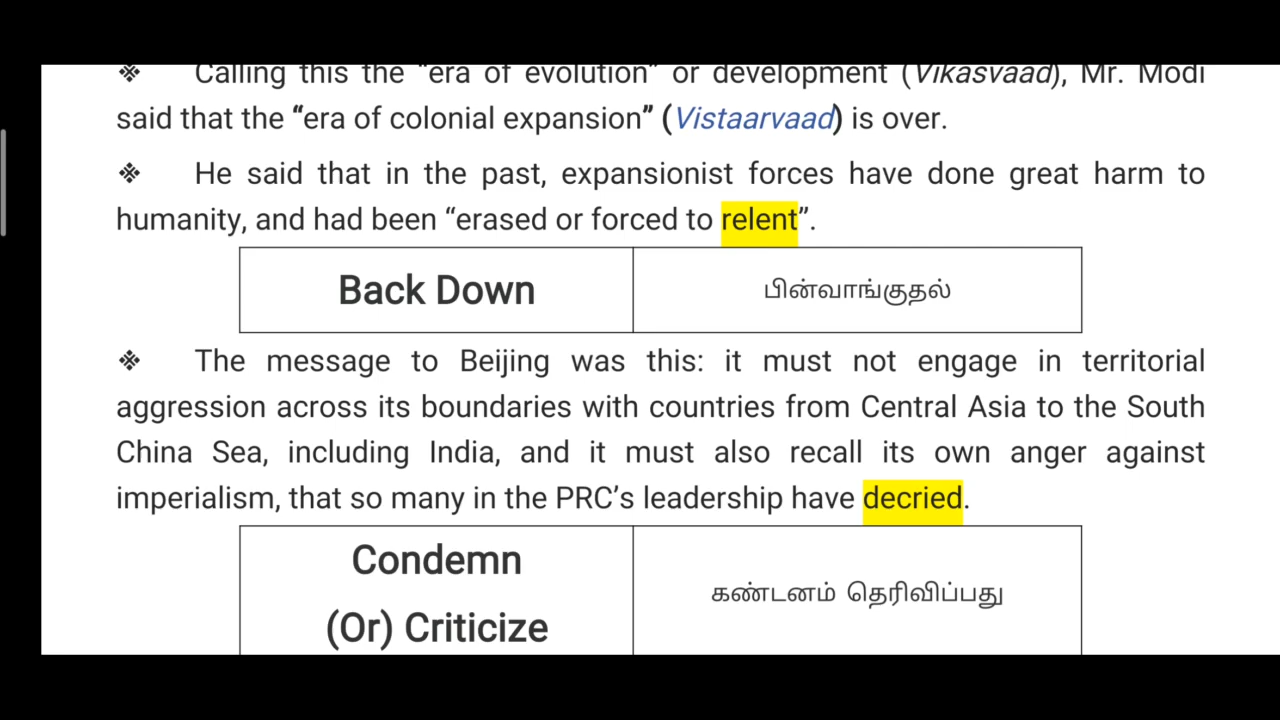 ❖ Calling this the “era of evolution” or development (Vikasvaad), Mr. Modi
said that the “era of colonial expansion” (Vistaarvaad) is over.
❖ He said that in the past, expansionist forces have done great harm to
humanity, and had been “erased or forced to relent”.
Back Down
பின்வாங்குதல்
❖ The message to Beijing was this: it must not engage in territorial
aggression across its boundaries with countries from Central Asia to the South
China Sea, including India, and it must also recall its own anger against
imperialism, that so many in the PRC’s leadership have decried.
Condemn
(Or) Criticize
கண்டனம் தெரிவிப்பது